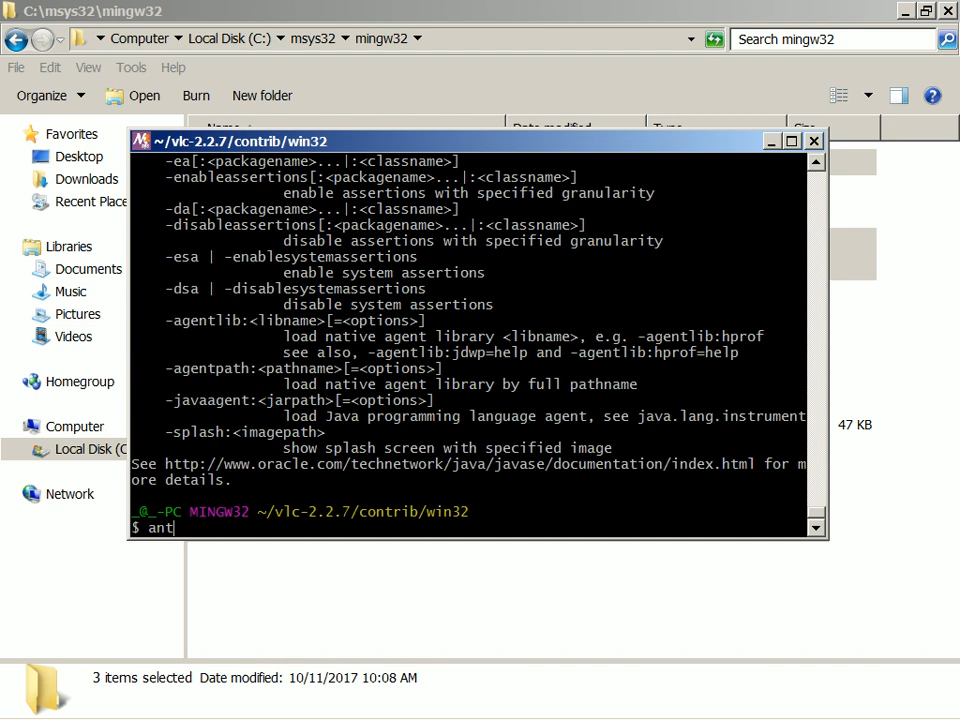 C:\msys32\mingw32
Computer Local Disk (C:) msys32 mingw32
Search mingw32
File Edit View Tools Help
Organize Open Burn New folder
Favorites
Desktop
Downloads
Recent Place
Libraries
Documents
Music
Pictures
Videos
Homegroup
Computer
Local Disk (C
Network
47 KB
~/vlc-2.2.7/contrib/win32
-ea[:<packagename>...|:<classname>]
-enableassertions[:<packagename>...|:<classname>]
enable assertions with specified granularity
-da[:<packagename>...|:<classname>]
-disableassertions[:<packagename>...|:<classname>]
disable assertions with specified granularity
-esa | -enablesystemassertions
enable system assertions
-dsa | -disablesystemassertions
disable system assertions
-agentlib:<libname>[=<options>]
load native agent library <libname>, e.g. -agentlib:hprof
see also, -agentlib:jdwp=help and -agentlib:hprof=help
-agentpath:<pathname>[=<options>]
load native agent library by full pathname
-javaagent:<jarpath>[=<options>]
load Java programming language agent, see java.lang.instrument
-splash:<imagepath>
show splash screen with specified image
See http://www.oracle.com/technetwork/java/javase/documentation/index.html for m
ore details.
_@_-PC MINGW32 ~/vlc-2.2.7/contrib/win32
$ ant
3 items selected Date modified: 10/11/2017 10:08 AM